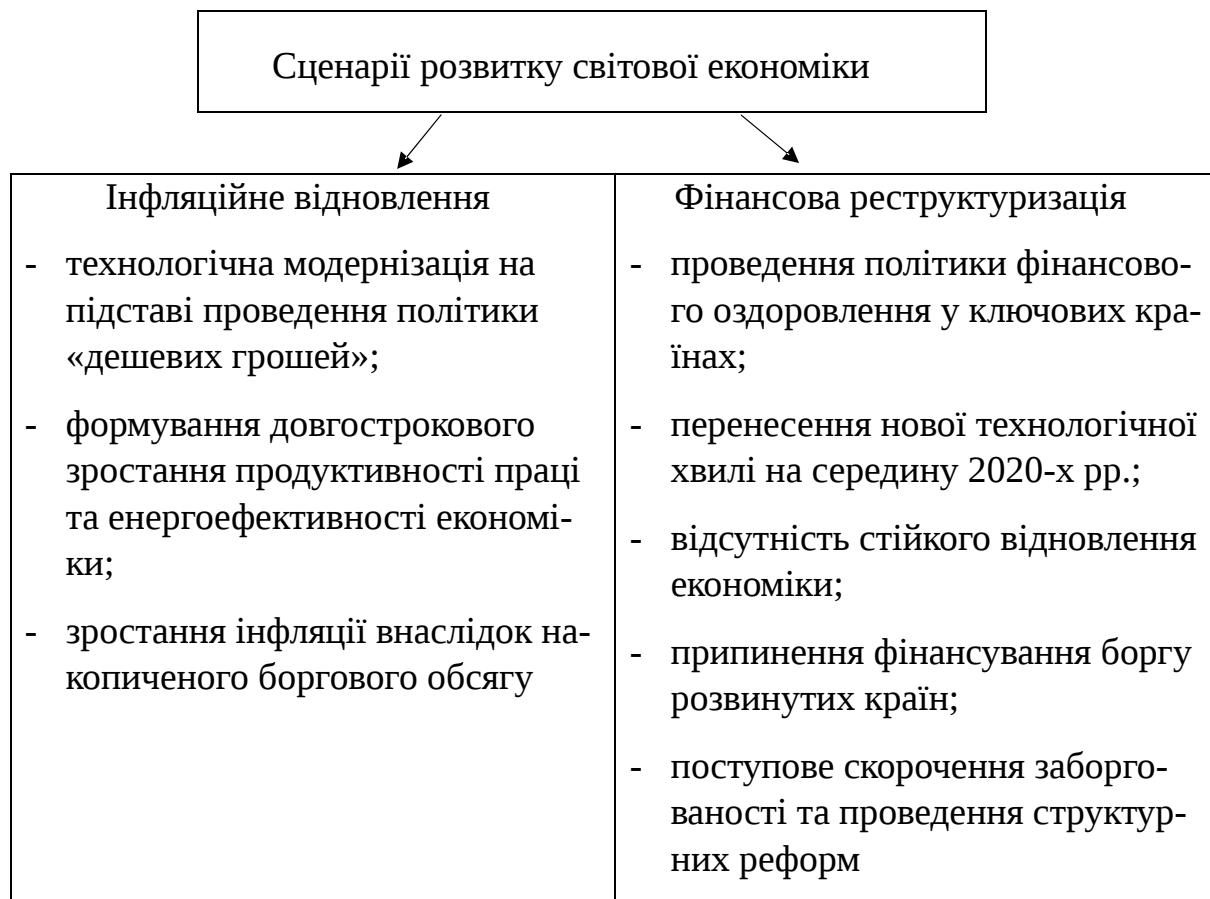 Сценарії розвитку світової економіки
Інфляційне відновлення
- технологічна модернізація на
підставі проведення політики
«дешевих грошей»;
- формування довгострокового
зростання продуктивності праці
та енергоефективності економі-
ки;
- зростання інфляції внаслідок на-
копиченого боргового обсягу
Фінансова реструктуризація
- проведення політики фінансово-
го оздоровлення у ключових кра-
їнах;
- перенесення нової технологічної
хвилі на середину 2020-х рр.;
- відсутність стійкого відновлення
економіки;
- припинення фінансування боргу
розвинутих країн;
- поступове скорочення заборго-
ваності та проведення структур-
них реформ